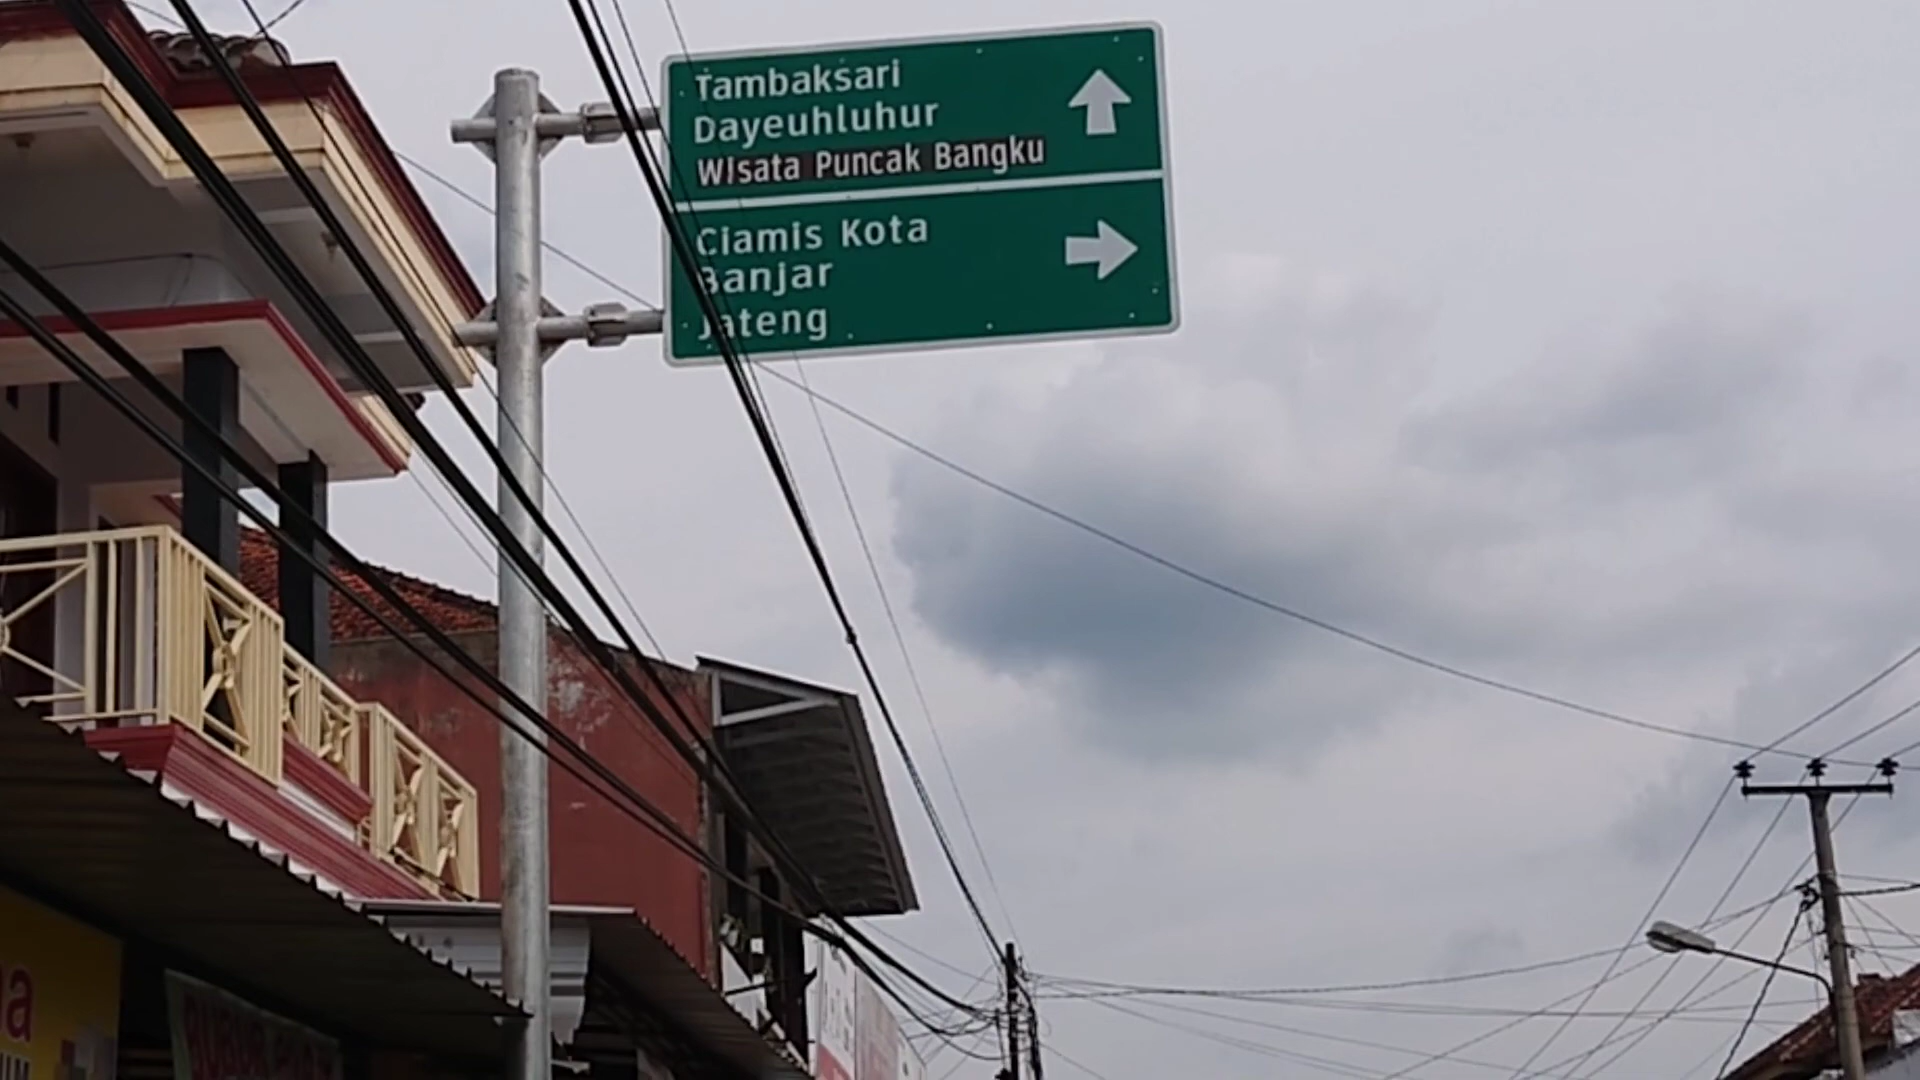 Tambaksari
Dayeuhluhur
Wisata Puncak Bangku
Ciamis Kota
Banjar
Jateng